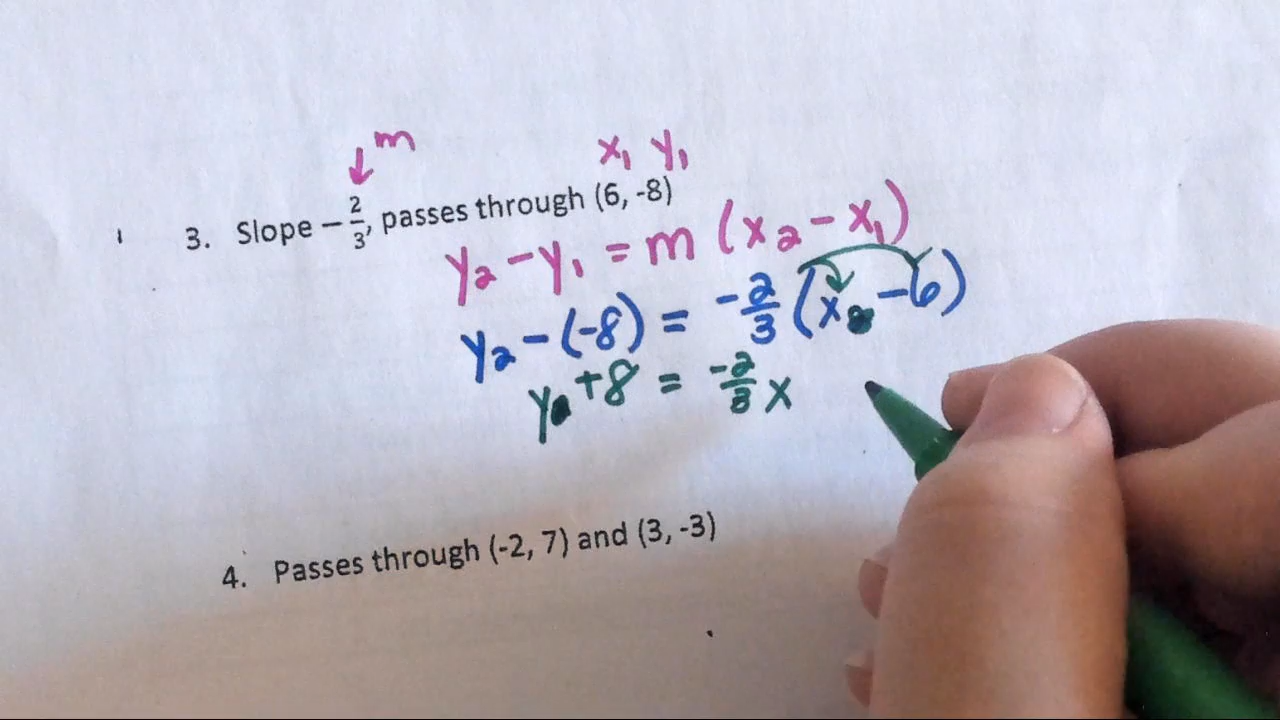 ↓ m
x₁ y₁
3. Slope −2/3, passes through (6, -8)
y₂ − y₁ = m (x₂ − x₁)
y₂ − (−8) = −2/3 (x − 6)
y + 8 = −2/3 x
4. Passes through (-2, 7) and (3, -3)